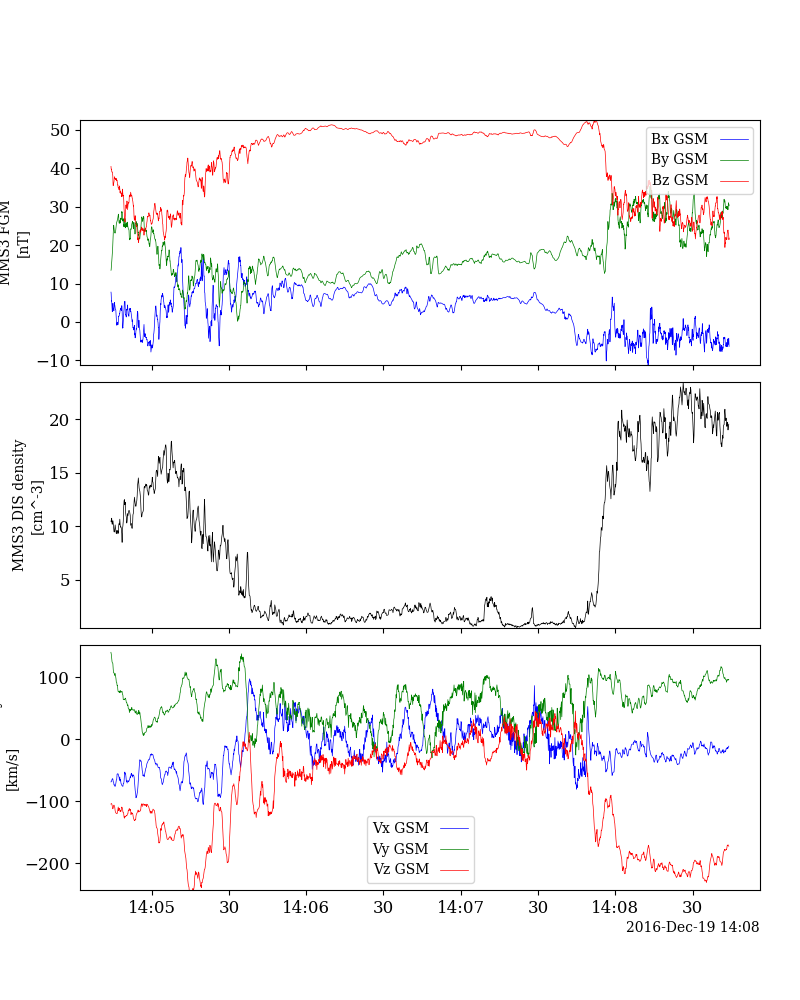 50
40
30
20
10
0
−10
MMS3 FGM
[nT]
Bx GSM
By GSM
Bz GSM
20
15
10
5
MMS3 DIS density
[cm^-3]
100
0
−100
−200
[km/s]
Vx GSM
Vy GSM
Vz GSM
14:05 30 14:06 30 14:07 30 14:08 30
2016-Dec-19 14:08